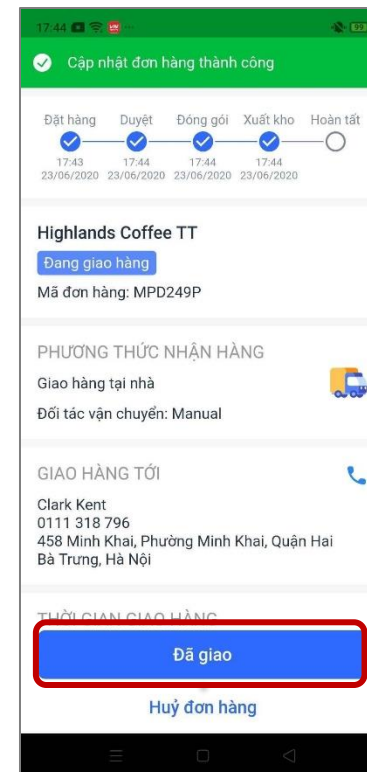 17:44
Cập nhật đơn hàng thành công
Đặt hàng Duyệt Đóng gói Xuất kho Hoàn tất
17:43 17:44 17:44 17:44
23/06/2020 23/06/2020 23/06/2020 23/06/2020
Highlands Coffee TT
Đang giao hàng
Mã đơn hàng: MPD249P
PHƯƠNG THỨC NHẬN HÀNG
Giao hàng tại nhà
Đối tác vận chuyển: Manual
GIAO HÀNG TỚI
Clark Kent
0111 318 796
458 Minh Khai, Phường Minh Khai, Quận Hai
Bà Trưng, Hà Nội
THỜI GIAN GIAO HÀNG
Đã giao
Huỷ đơn hàng